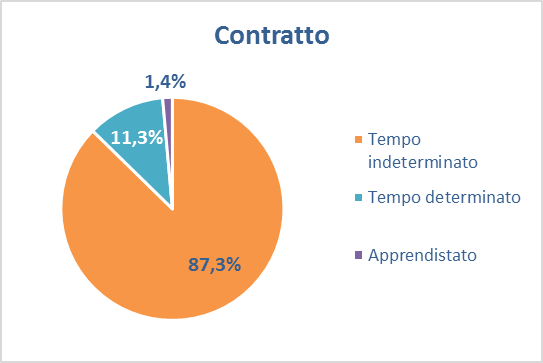 Contratto
1,4%
11,3%
87,3%
Tempo
indeterminato
Tempo determinato
Apprendistato